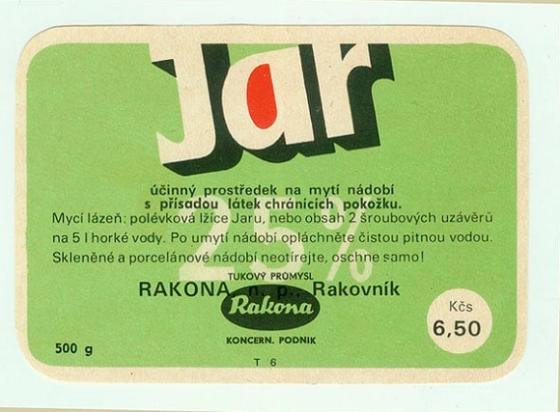 Jar
účinný prostředek na mytí nádobí
s přísadou látek chránících pokožku.
Mycí lázeň: polévková lžíce Jaru, nebo obsah 2 šroubových uzávěrů
na 5 l horké vody. Po umytí nádobí opláchněte čistou pitnou vodou.
Skleněné a porcelánové nádobí neotírejte, oschne samo!
25%
TUKOVÝ PRŮMYSL
RAKONA, n. p., Rakovník
Rakona
KONCERN. PODNIK
Kčs
6,50
500 g
T 6